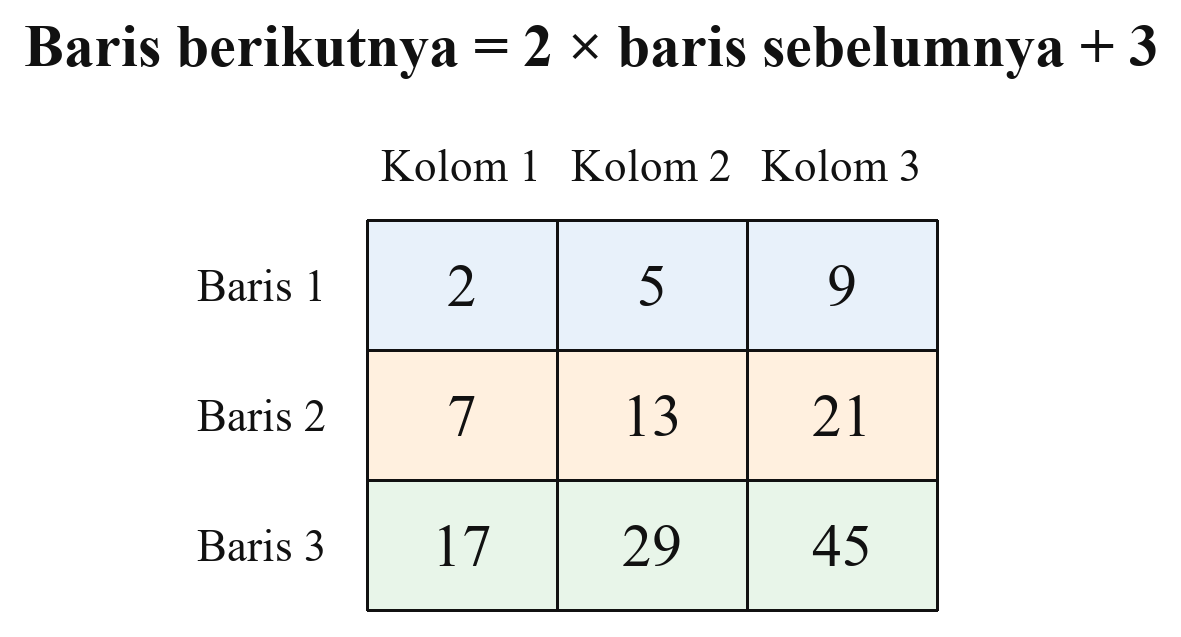 Baris berikutnya = 2 × baris sebelumnya + 3
Kolom 1 Kolom 2 Kolom 3
Baris 1 2 5 9
Baris 2 7 13 21
Baris 3 17 29 45